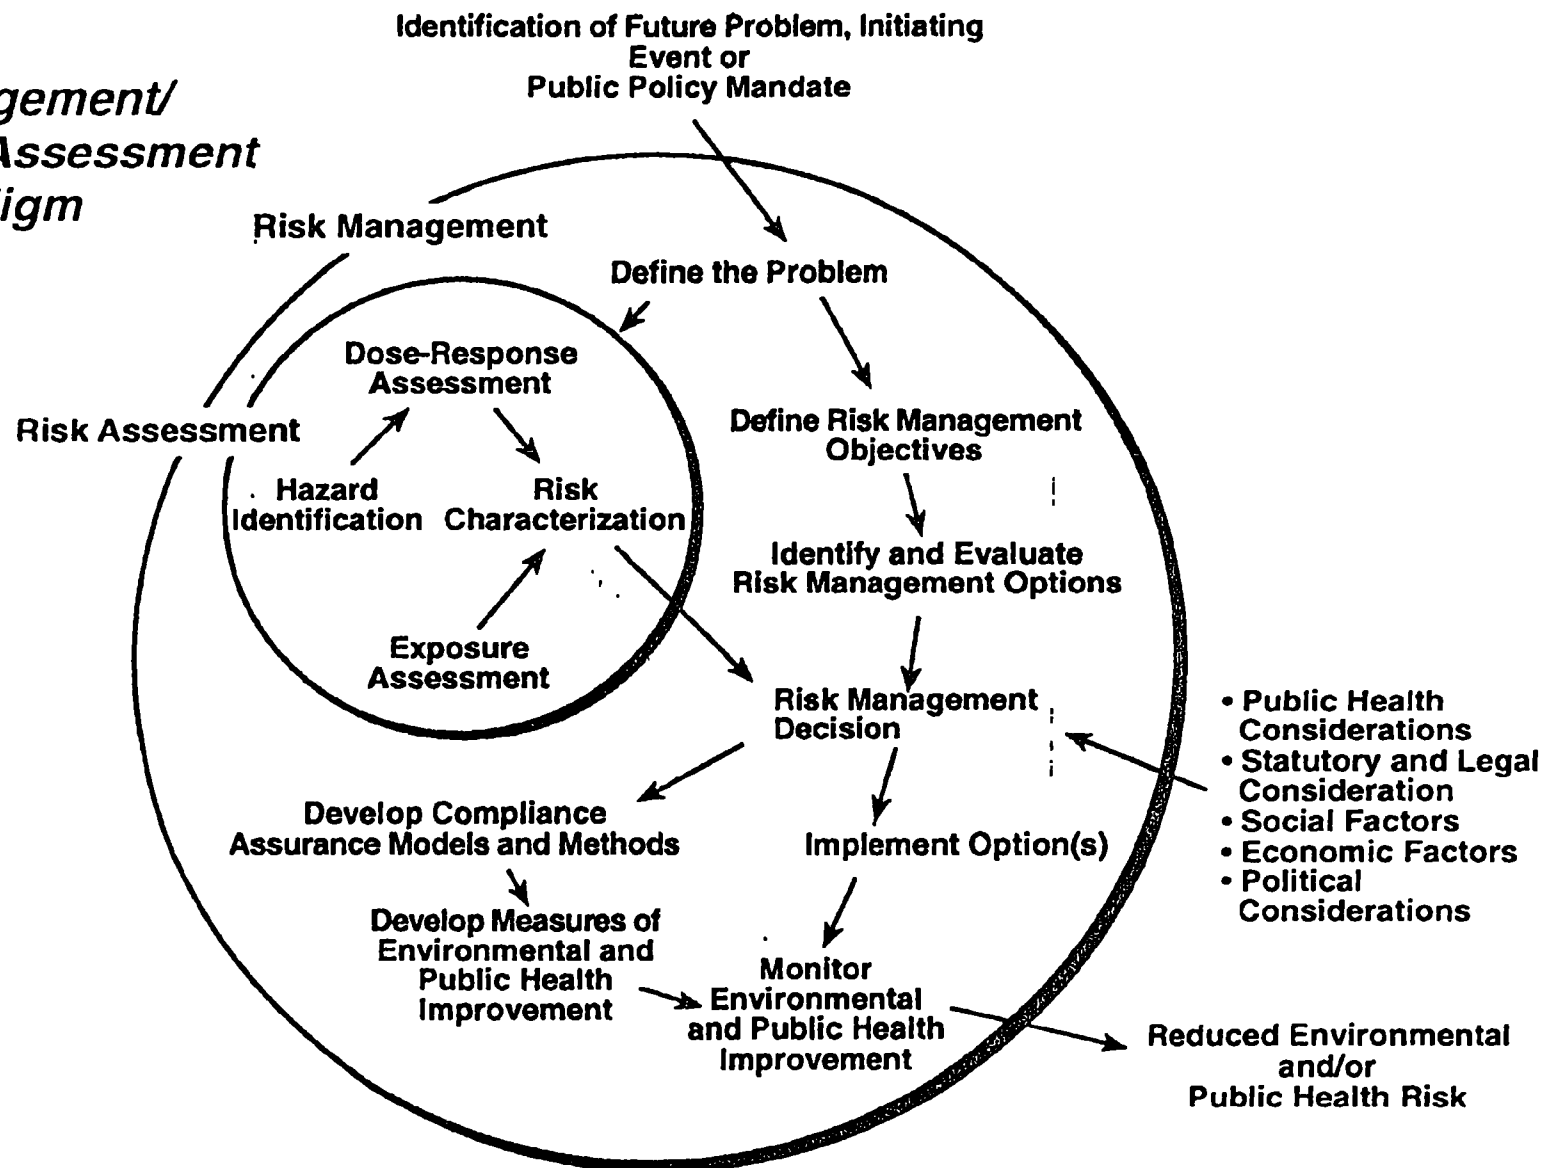 Identification of Future Problem, Initiating
Event or
Public Policy Mandate
gement/
Assessment
igm
Risk Management
Define the Problem
Dose-Response
Assessment
Risk Assessment
Define Risk Management
Objectives
Hazard
Identification
Risk
Characterization
Identify and Evaluate
Risk Management Options
Exposure
Assessment
Risk Management
Decision
• Public Health
Considerations
• Statutory and Legal
Consideration
• Social Factors
• Economic Factors
• Political
Considerations
Develop Compliance
Assurance Models and Methods
Implement Option(s)
Develop Measures of
Environmental and
Public Health
Improvement
Monitor
Environmental
and Public Health
Improvement
Reduced Environmental
and/or
Public Health Risk